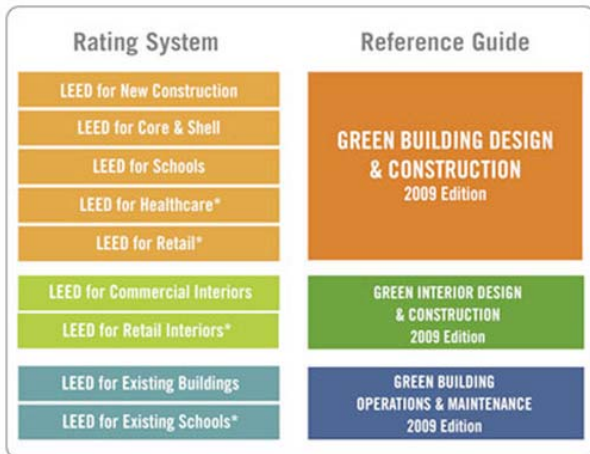 Rating System
Reference Guide
LEED for New Construction
LEED for Core & Shell
LEED for Schools
LEED for Healthcare*
LEED for Retail*
GREEN BUILDING DESIGN
& CONSTRUCTION
2009 Edition
LEED for Commercial Interiors
LEED for Retail Interiors*
GREEN INTERIOR DESIGN
& CONSTRUCTION
2009 Edition
LEED for Existing Buildings
LEED for Existing Schools*
GREEN BUILDING
OPERATIONS & MAINTENANCE
2009 Edition